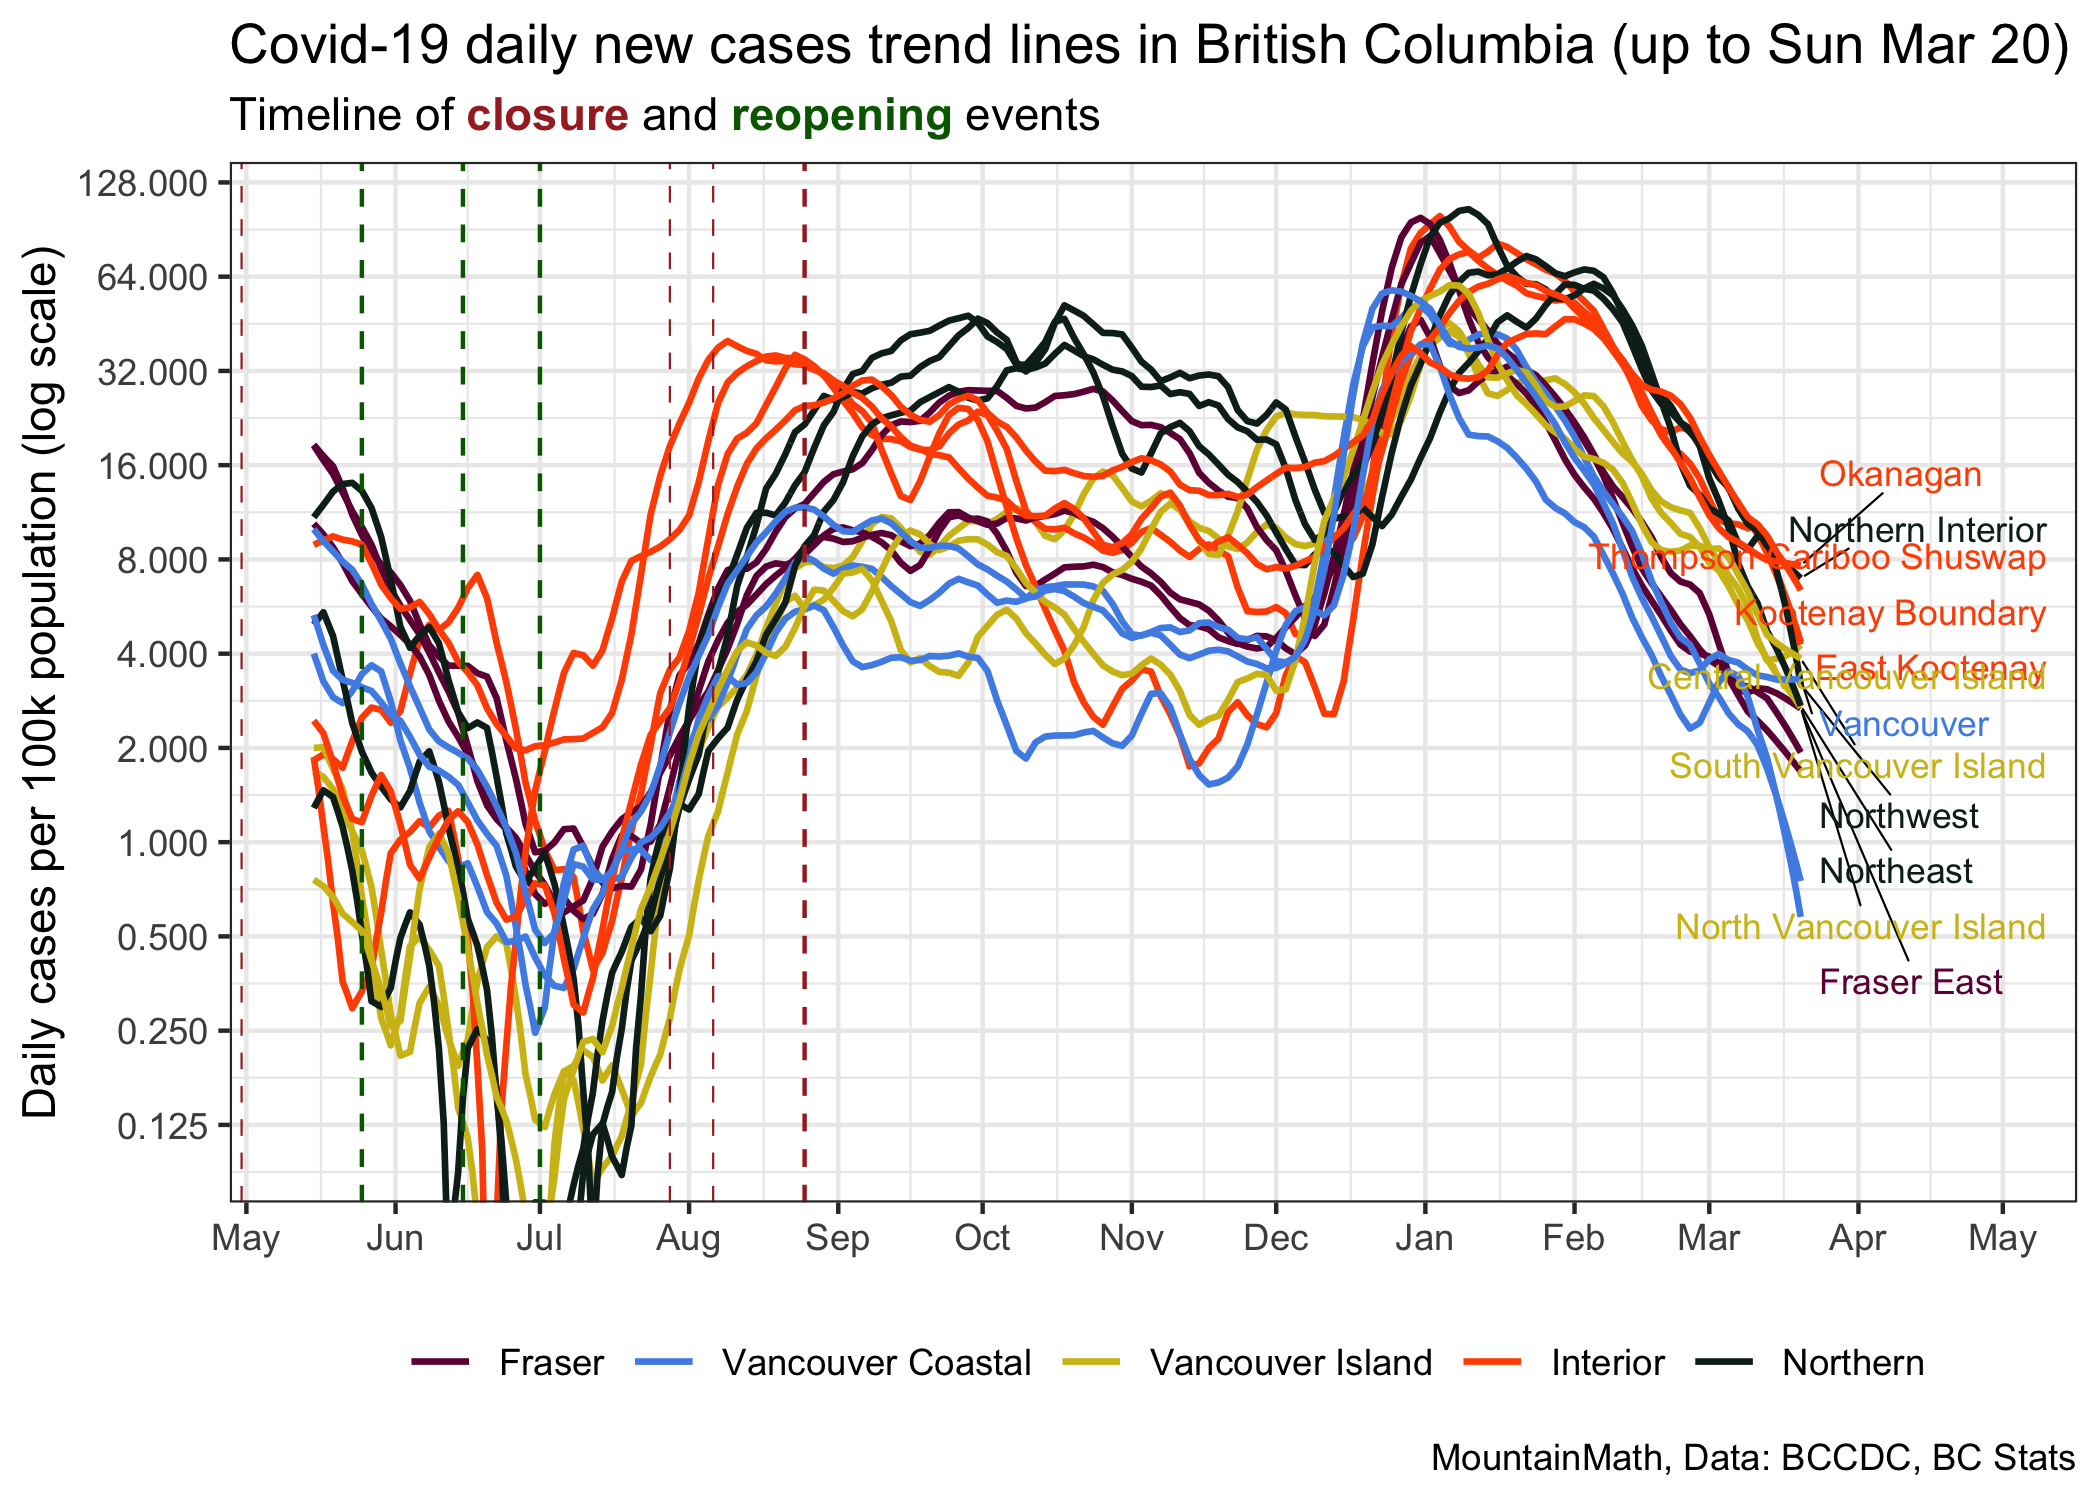 Covid-19 daily new cases trend lines in British Columbia (up to Sun Mar 20)
Timeline of closure and reopening events
Daily cases per 100k population (log scale)
128.000
64.000
32.000
16.000
8.000
4.000
2.000
1.000
0.500
0.250
0.125
Okanagan
Northern Interior
Thompson Cariboo Shuswap
Kootenay Boundary
East Kootenay
Central Vancouver Island
Vancouver
South Vancouver Island
Northwest
Northeast
North Vancouver Island
Fraser East
May Jun Jul Aug Sep Oct Nov Dec Jan Feb Mar Apr May
Fraser Vancouver Coastal Vancouver Island Interior Northern
MountainMath, Data: BCCDC, BC Stats